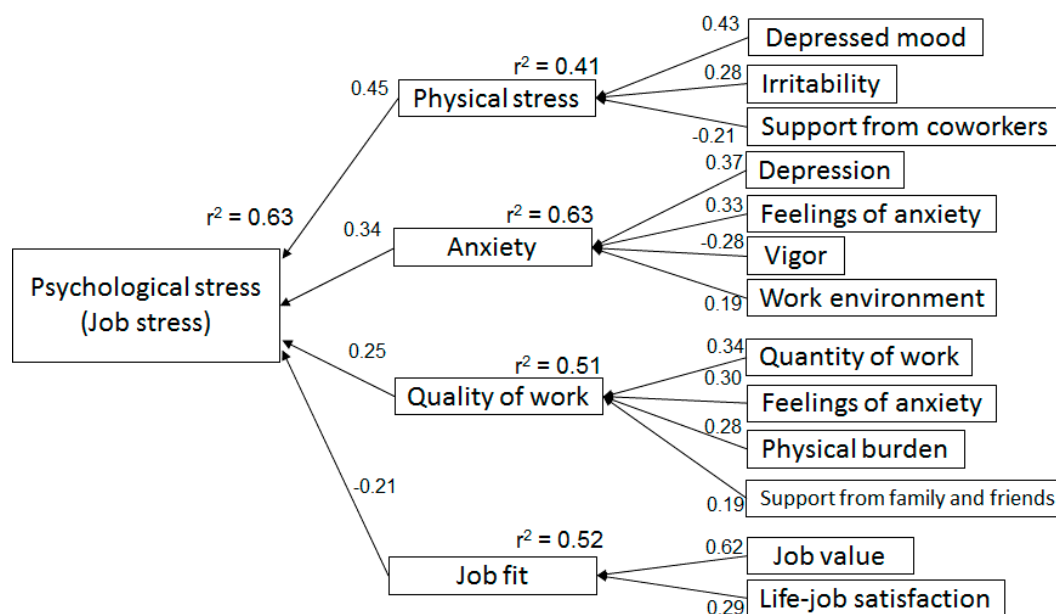 0.43
Depressed mood
r² = 0.41
0.45
Physical stress
0.28
Irritability
-0.21
Support from coworkers
0.37
Depression
r² = 0.63
r² = 0.63
0.34
Anxiety
0.33
Feelings of anxiety
-0.28
Vigor
0.19
Work environment
Psychological stress
(Job stress)
0.25
r² = 0.51
Quality of work
0.34
Quantity of work
0.30
Feelings of anxiety
0.28
Physical burden
0.19
Support from family and friends
-0.21
r² = 0.52
Job fit
0.62
Job value
0.29
Life-job satisfaction